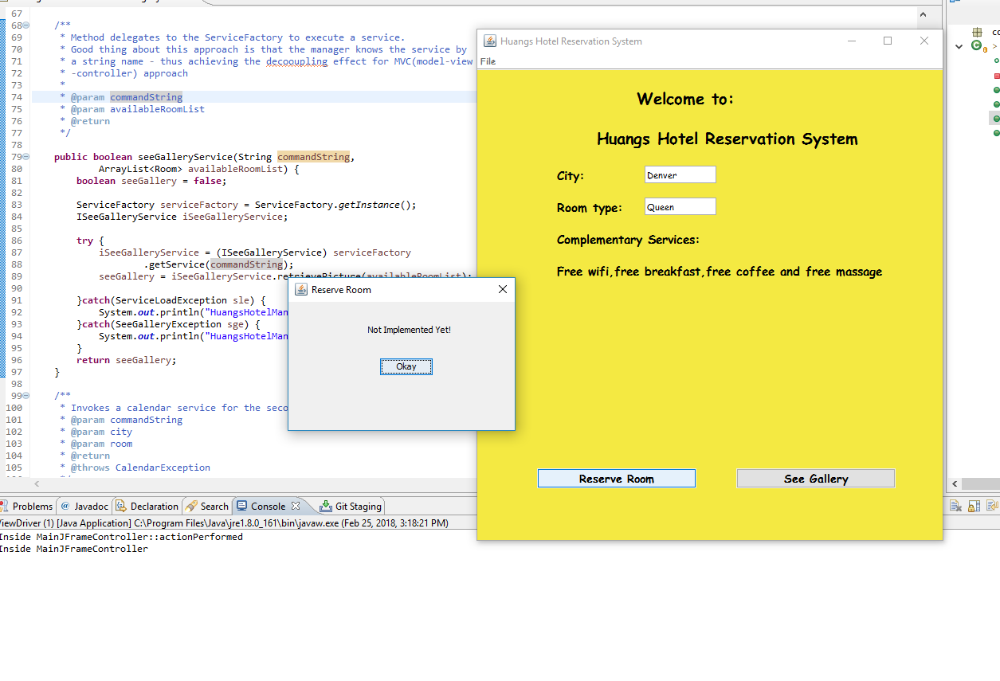 67
68 /**
69 * Method delegates to the ServiceFactory to execute a service.
70 * Good thing about this approach is that the manager knows the service by
71 * a string name - thus achieving the decooupling effect for MVC(model-view
72 * -controller) approach
73 *
74 * @param commandString
75 * @param availableRoomList
76 * @return
77 */
78
79 public boolean seeGalleryService(String commandString,
80 ArrayList<Room> availableRoomList) {
81 boolean seeGallery = false;
82
83 ServiceFactory serviceFactory = ServiceFactory.getInstance();
84 ISeeGalleryService iSeeGalleryService;
85
86 try {
87 iSeeGalleryService = (ISeeGalleryService) serviceFactory
88 .getService(commandString);
89 seeGallery = iSeeGalleryService.retrievePicture(availableRoomList);
90
91 }catch(ServiceLoadException sle) {
92 System.out.println("HuangsHotelMan
93 }catch(SeeGalleryException sge) {
94 System.out.println("HuangsHotelMan
95 }
96 return seeGallery;
97 }
98
99 /**
100 * Invokes a calendar service for the seco
101 * @param commandString
102 * @param city
103 * @param room
104 * @return
105 * @throws CalendarException
Reserve Room
Not Implemented Yet!
Okay
Huangs Hotel Reservation System
File
Welcome to:
Huangs Hotel Reservation System
City: Denver
Room type: Queen
Complementary Services:
Free wifi,free breakfast,free coffee and free massage
Reserve Room See Gallery
Problems @ Javadoc Declaration Search Console Git Staging
iewDriver (1) [Java Application] C:\Program Files\Java\jre1.8.0_161\bin\javaw.exe (Feb 25, 2018, 3:18:21 PM)
Inside MainJFrameController::actionPerformed
Inside MainJFrameController